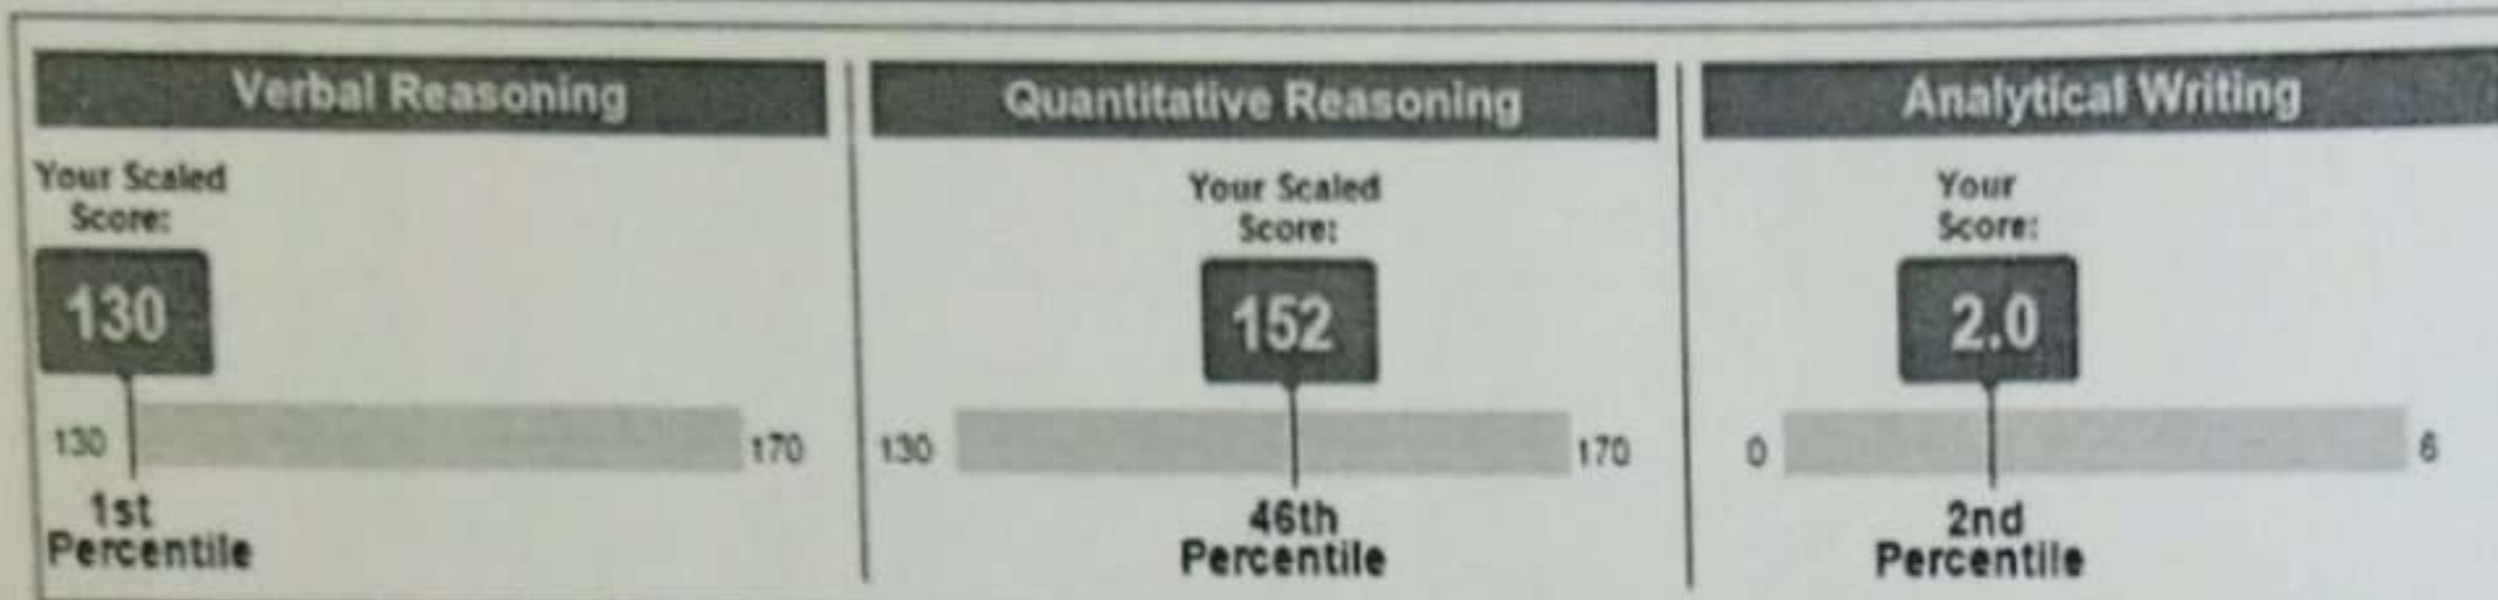 Verbal Reasoning
Your Scaled
Score:
130
130
170
1st
Percentile
Quantitative Reasoning
Your Scaled
Score:
152
130
170
46th
Percentile
Analytical Writing
Your
Score:
2.0
0
6
2nd
Percentile